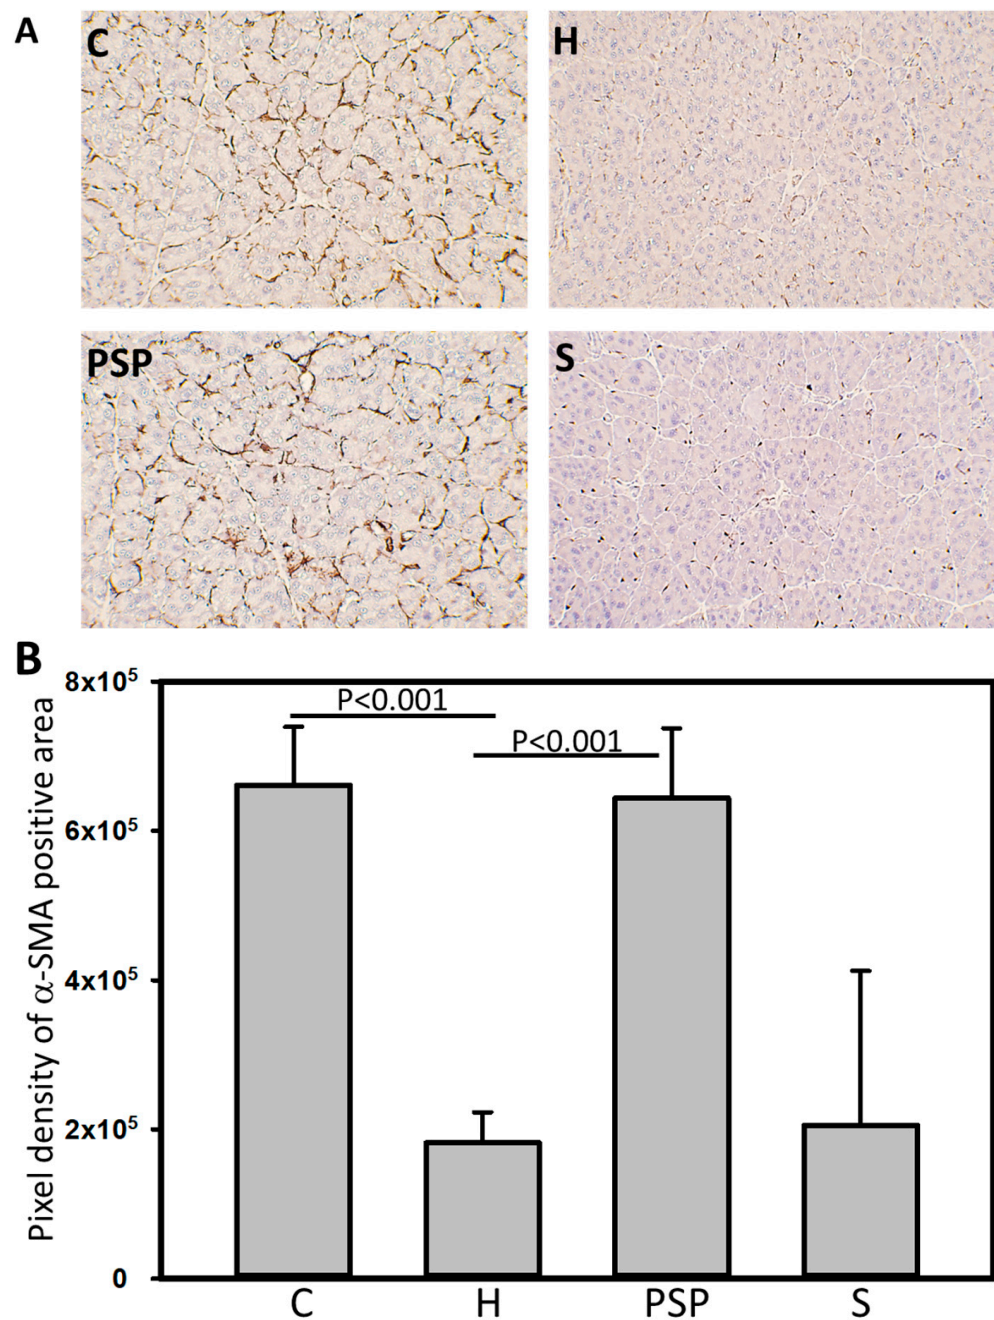 A
C
H
PSP
S
B
8x10⁵
6x10⁵
4x10⁵
2x10⁵
0
Pixel density of α-SMA positive area
P<0.001
P<0.001
C
H
PSP
S